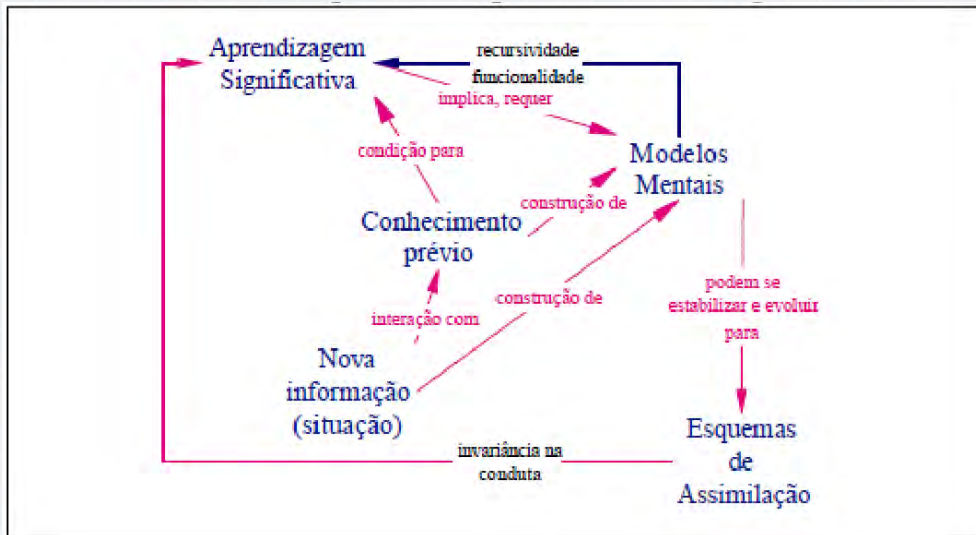 Aprendizagem
Significativa
recursividade
funcionalidade
implica, requer
condição para
Modelos
Mentais
construção de
Conhecimento
prévio
podem se
estabilizar e evoluir
para
construção de
interação com
Nova
informação
(situação)
Esquemas
de
Assimilação
invariância na
conduta